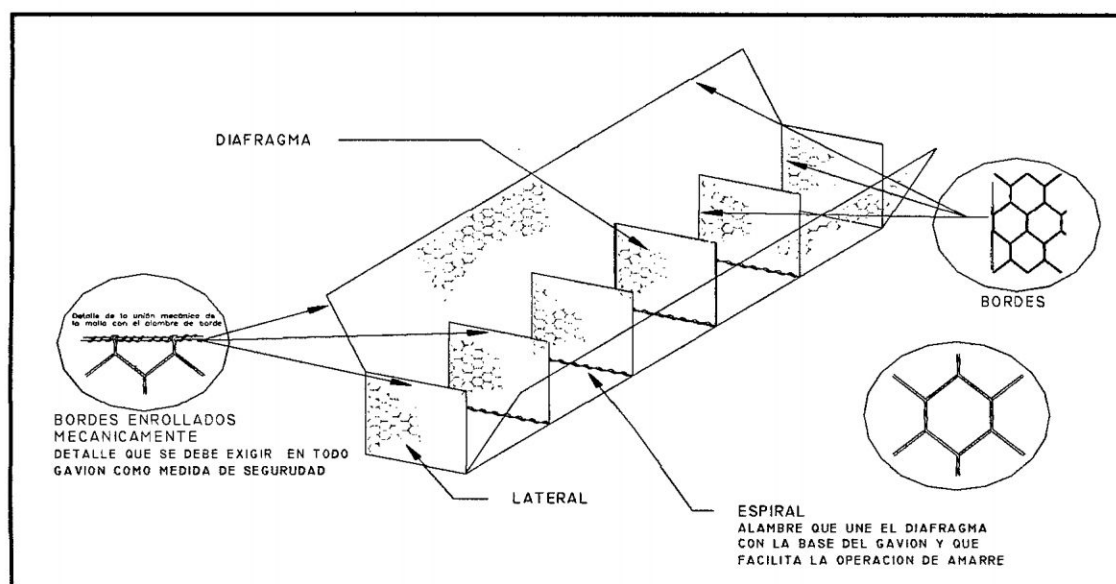 DIAFRAGMA
Detalle de la unión mecánica de
la malla con el alambre de borde
BORDES
BORDES ENROLLADOS
MECANICAMENTE
DETALLE QUE SE DEBE EXIGIR EN TODO
GAVION COMO MEDIDA DE SEGURUDAD
LATERAL
ESPIRAL
ALAMBRE QUE UNE EL DIAFRAGMA
CON LA BASE DEL GAVION Y QUE
FACILITA LA OPERACION DE AMARRE